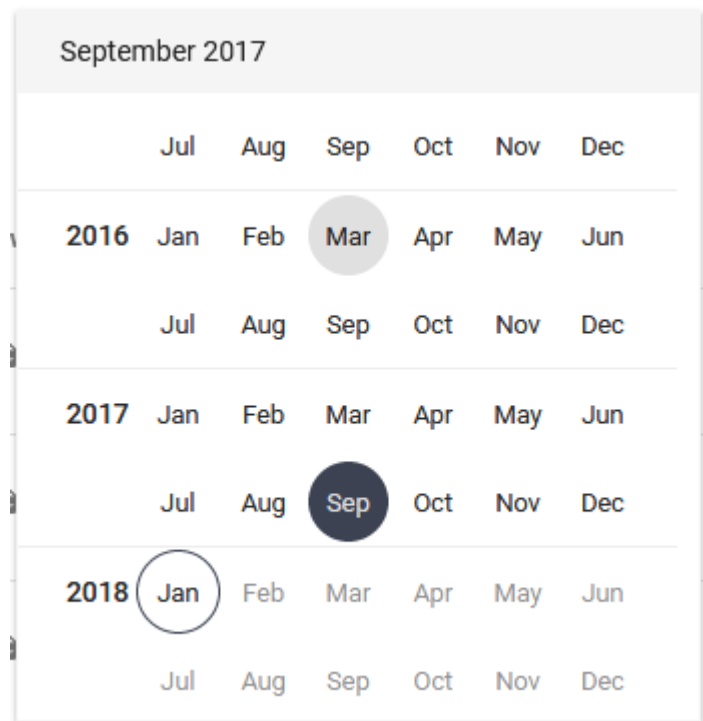 September 2017
Jul Aug Sep Oct Nov Dec
2016 Jan Feb Mar Apr May Jun
Jul Aug Sep Oct Nov Dec
2017 Jan Feb Mar Apr May Jun
Jul Aug Sep Oct Nov Dec
2018 Jan Feb Mar Apr May Jun
Jul Aug Sep Oct Nov Dec